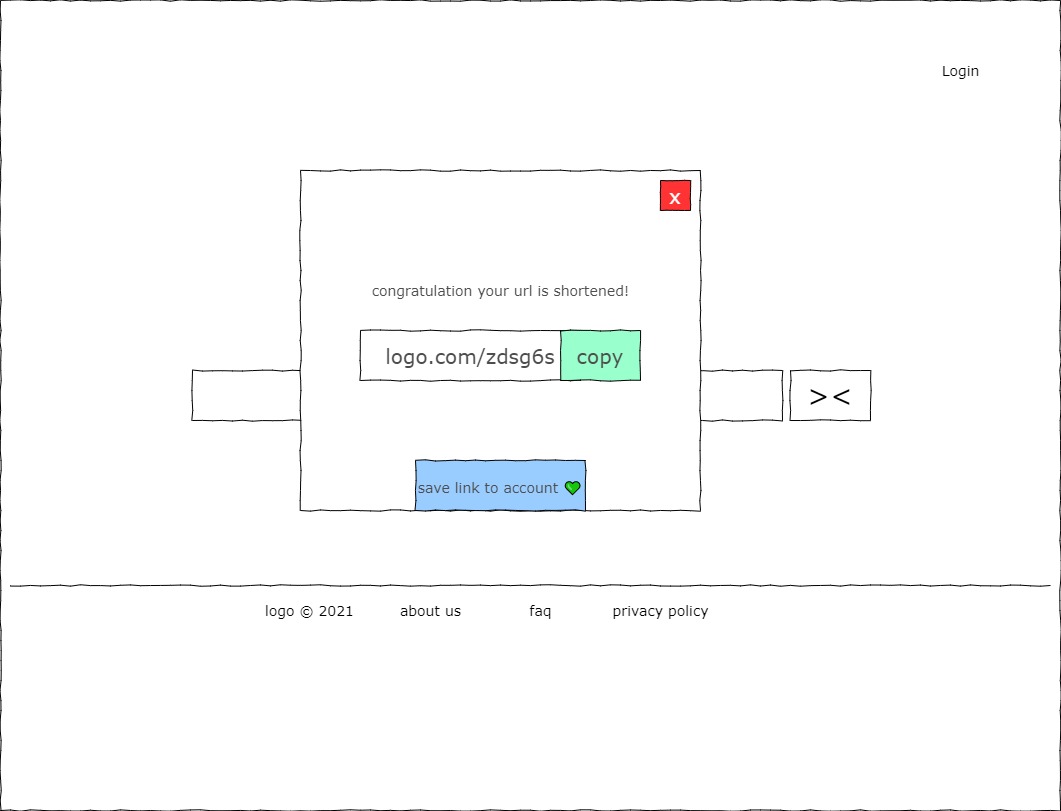 Login
x
congratulation your url is shortened!
logo.com/zdsg6s copy
> <
save link to account 💚
logo © 2021 about us faq privacy policy